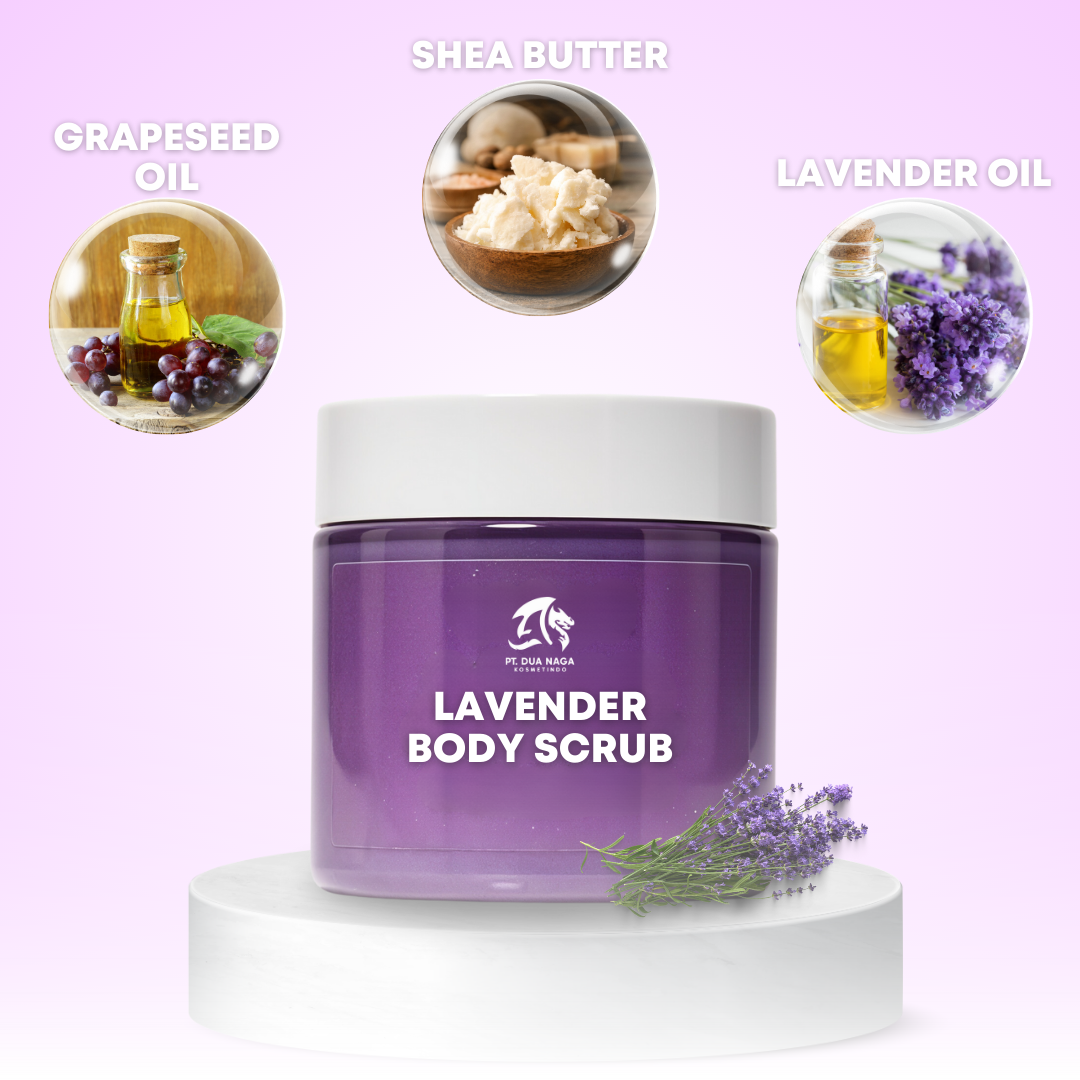 SHEA BUTTER
GRAPESEED
OIL
LAVENDER OIL
PT. DUA NAGA
KOSMETINDO
LAVENDER
BODY SCRUB